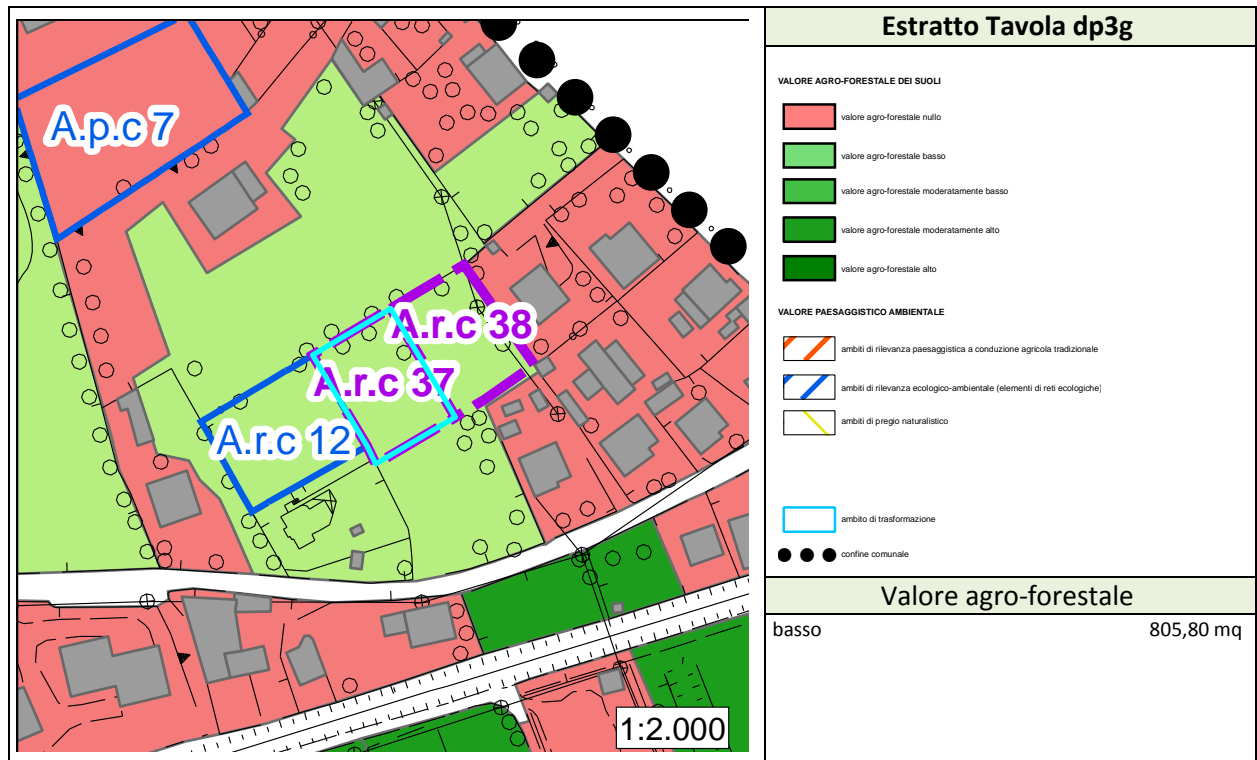 A.p.c 7
A.r.c 38
A.r.c 37
A.r.c 12
1:2.000
Estratto Tavola dp3g
VALORE AGRO-FORESTALE DEI SUOLI
valore agro-forestale nullo
valore agro-forestale basso
valore agro-forestale moderatamente basso
valore agro-forestale moderatamente alto
valore agro-forestale alto
VALORE PAESAGGISTICO AMBIENTALE
ambiti di rilevanza paesaggistica a conduzione agricola tradizionale
ambiti di rilevanza ecologico-ambientale (elementi di reti ecologiche)
ambiti di pregio naturalistico
ambito di trasformazione
confine comunale
Valore agro-forestale
basso 805,80 mq